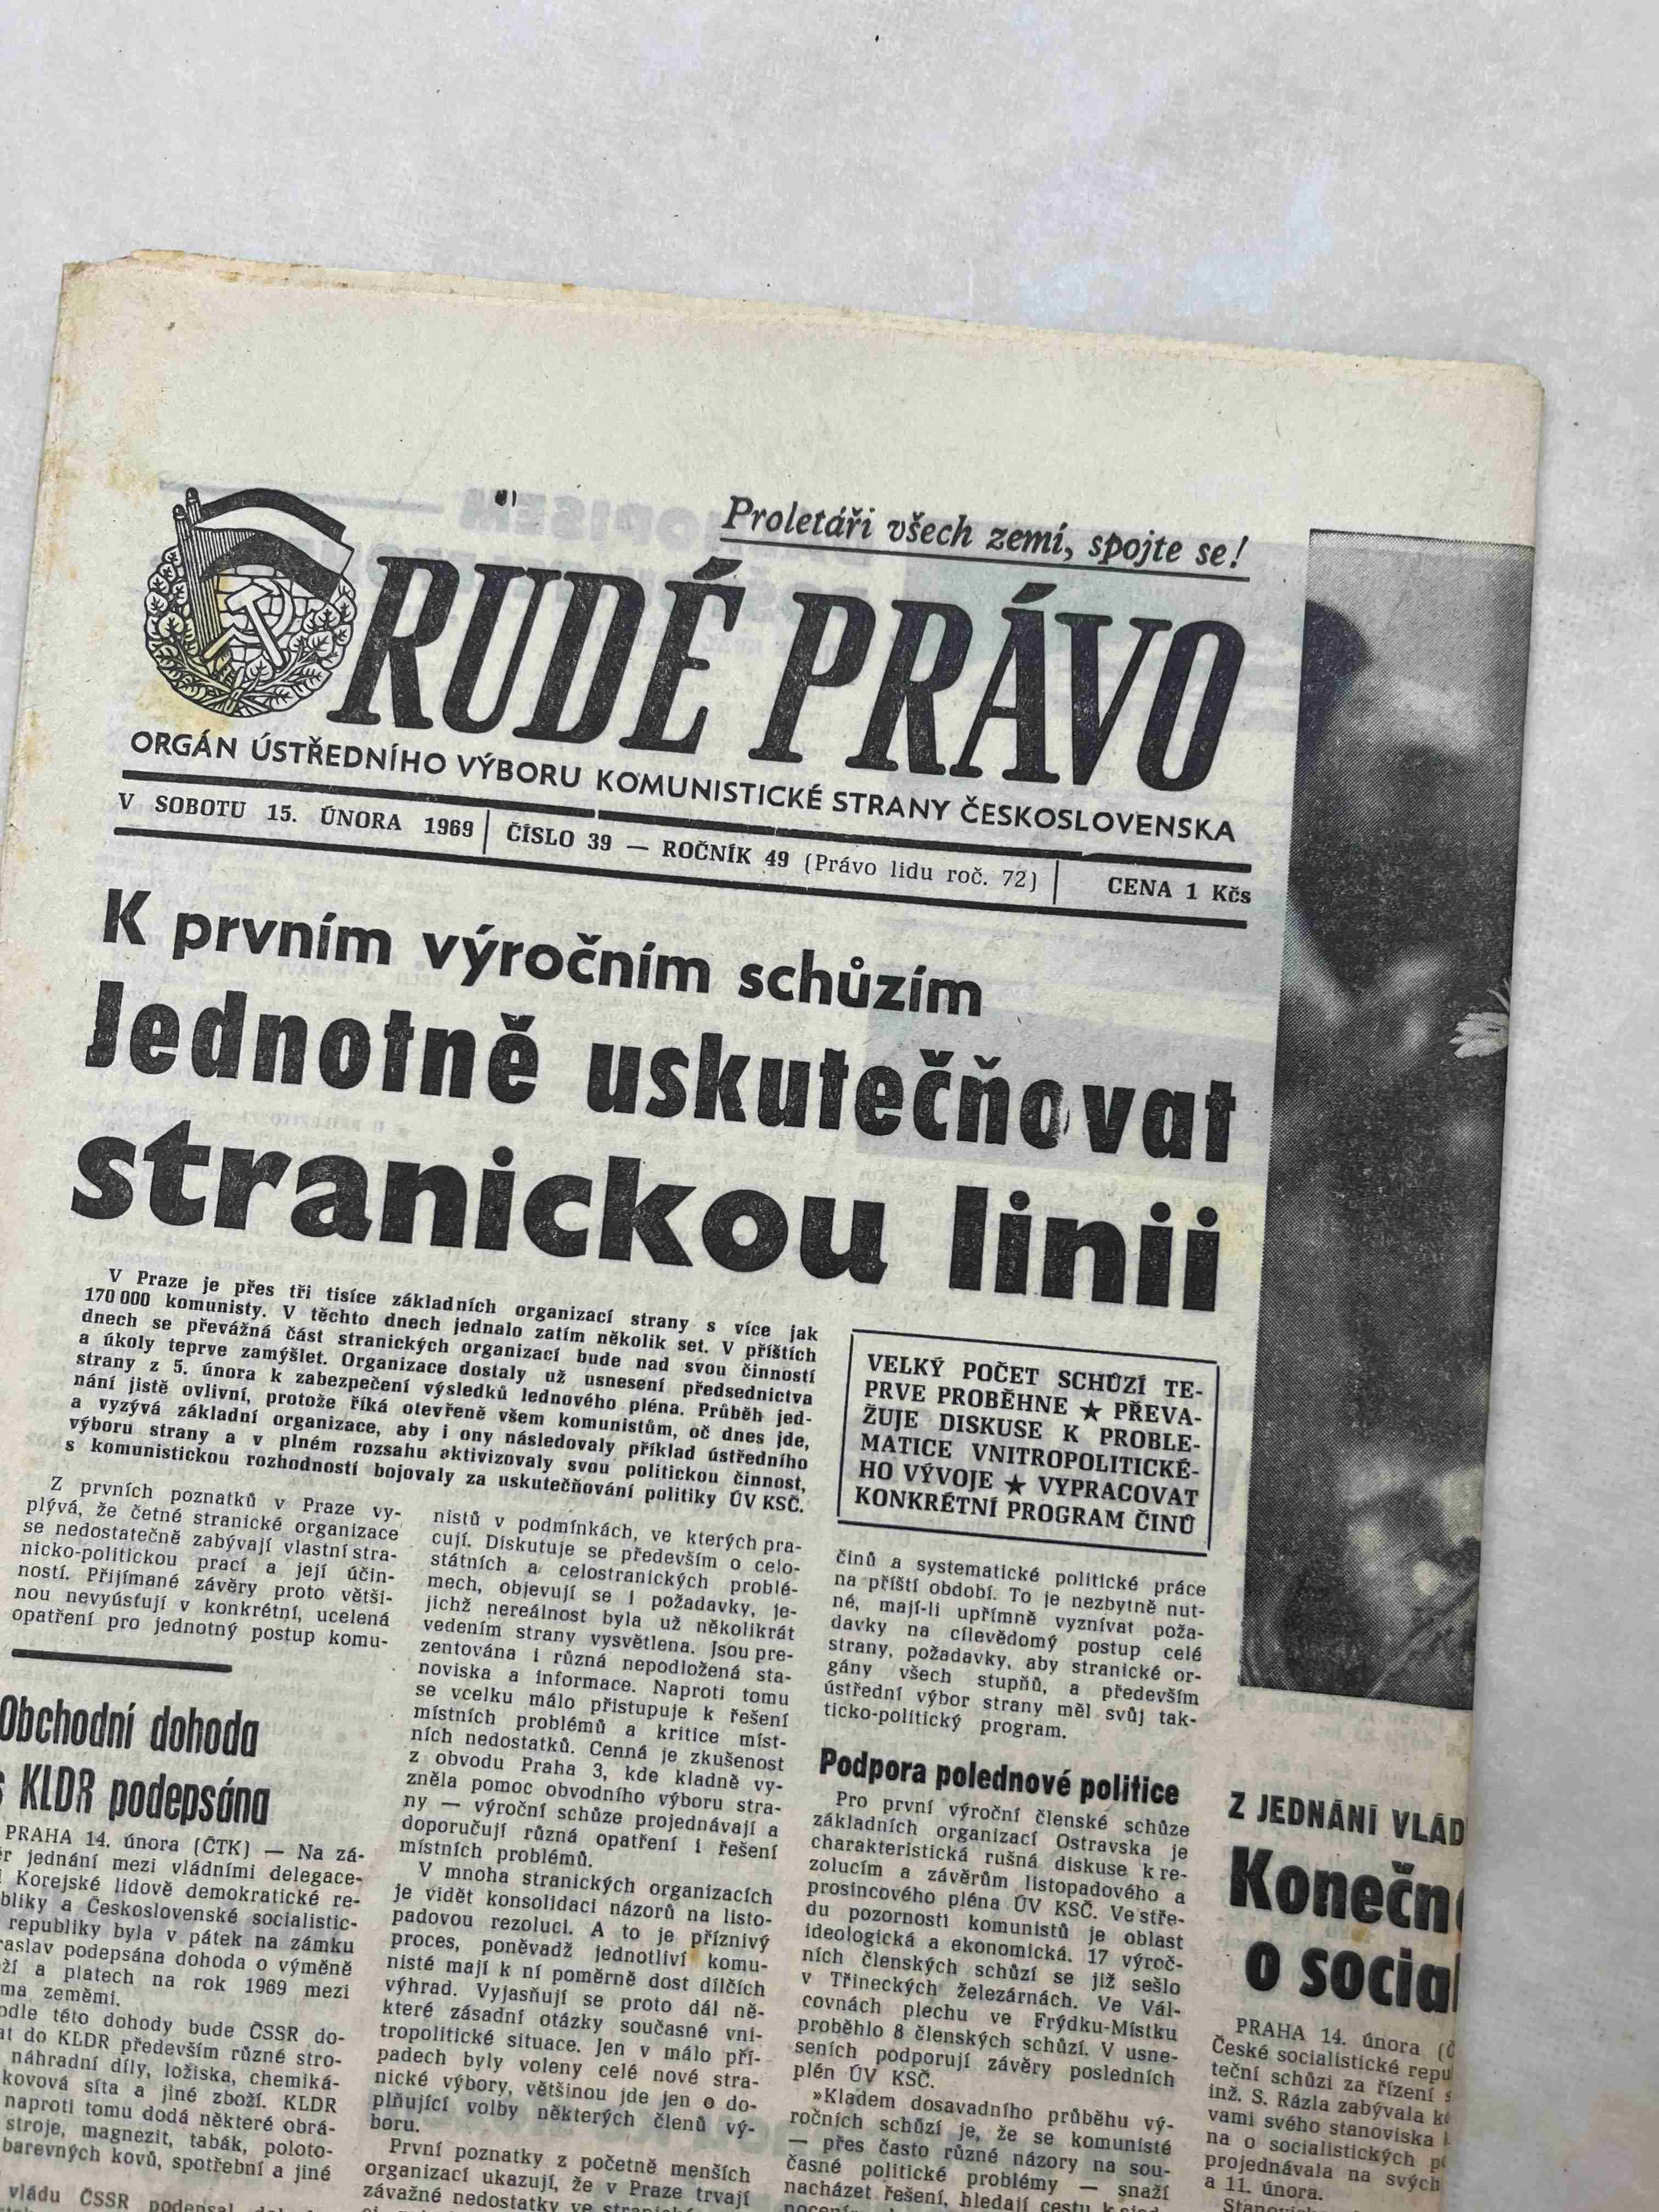 Proletáři všech zemí, spojte se!
RUDÉ PRÁVO
ORGÁN ÚSTŘEDNÍHO VÝBORU KOMUNISTICKÉ STRANY ČESKOSLOVENSKA
V SOBOTU 15. ÚNORA 1969 | ČÍSLO 39 — ROČNÍK 49 (Právo lidu roč. 72) | CENA 1 Kčs
K prvním výročním schůzím
Jednotně uskutečňovat
stranickou linii
V Praze je přes tři tisíce základních organizací strany s více jak
170 000 komunisty. V těchto dnech jednalo zatím několik set. V příštích
dnech se převážná část stranických organizací bude nad svou činností
a úkoly teprve zamýšlet. Organizace dostaly už usnesení předsednictva
strany z 5. února k zabezpečení výsledků lednového pléna. Průběh jed-
nání jistě ovlivní, protože říká otevřeně všem komunistům, oč dnes jde,
a vyzývá základní organizace, aby i ony následovaly příklad ústředního
výboru strany a v plném rozsahu aktivizovaly svou politickou činnost,
s komunistickou rozhodností bojovaly za uskutečňování politiky ÚV KSČ.
VELKÝ POČET SCHŮZÍ TE-
PRVE PROBĚHNE ★ PŘEVA-
ŽUJE DISKUSE K PROBLE-
MATICE VNITROPOLITICKÉ-
HO VÝVOJE ★ VYPRACOVAT
KONKRÉTNÍ PROGRAM ČINŮ
Z prvních poznatků v Praze vy-
plývá, že četné stranické organizace
se nedostatečně zabývají vlastní stra-
nicko-politickou prací a její účin-
ností. Přijímané závěry proto větši-
nou nevyúsťují v konkrétní, ucelená
opatření pro jednotný postup komu-
nistů v podmínkách, ve kterých pra-
cují. Diskutuje se především o celo-
státních a celostranických problé-
mech, objevují se i požadavky, je-
jichž nereálnost byla už několikrát
vedením strany vysvětlena. Jsou pre-
zentována i různá nepodložená sta-
noviska a informace. Naproti tomu
se vcelku málo přistupuje k řešení
místních problémů a kritice míst-
ních nedostatků. Cenná je zkušenost
z obvodu Praha 3, kde kladně vy-
zněla pomoc obvodního výboru stra-
ny — výroční schůze projednávají a
doporučují různá opatření i řešení
místních problémů.
V mnoha stranických organizacích
je vidět konsolidaci názorů na listo-
padovou rezoluci. A to je příznivý
proces, poněvadž jednotliví komu-
nisté mají k ní poměrně dost dílčích
výhrad. Vyjasňují se proto dál ně-
které zásadní otázky současné vni-
tropolitické situace. Jen v málo pří-
padech byly voleny celé nové stra-
nické výbory, většinou jde jen o do-
plňující volby některých členů vý-
boru.
První poznatky z početně menších
organizací ukazují, že v Praze trvají
závažné nedostatky ve
činů a systematické politické práce
na příští období. To je nezbytně nut-
né, mají-li upřímně vyznívat poža-
davky na cílevědomý postup celé
strany, požadavky, aby stranické or-
gány všech stupňů, a především
ústřední výbor strany měl svůj tak-
ticko-politický program.
Podpora polednové politice
Pro první výroční členské schůze
základních organizací Ostravska je
charakteristická rušná diskuse k re-
zolucím a závěrům listopadového a
prosincového pléna ÚV KSČ. Ve stře-
du pozornosti komunistů je oblast
ideologická a ekonomická. 17 výroč-
ních členských schůzí se již sešlo
v Třineckých železárnách. Ve Vál-
covnách plechu ve Frýdku-Místku
proběhlo 8 členských schůzí. V usne-
seních podporují závěry posledních
plén ÚV KSČ.
»Kladem dosavadního průběhu vý-
ročních schůzí je, že se komunisté
— přes často různé názory na sou-
časné politické problémy — snaží
nacházet řešení, hledají cestu
Obchodní dohoda
s KLDR podepsána
PRAHA 14. února (ČTK) — Na zá-
jednání mezi vládními delegace-
Korejské lidově demokratické re-
bliky a Československé socialistic-
republiky byla v pátek na zámku
raslav podepsána dohoda o výměně
ží a platech na rok 1969 mezi
ma zeměmi.
odle této dohody bude ČSSR do-
at do KLDR především různé stro-
náhradní díly, ložiska, chemiká-
kovová síta a jiné zboží. KLDR
naproti tomu dodá některé obrá-
stroje, magnezit, tabák, poloto-
barevných kovů, spotřební a jiné
vládu ČSSR podepsal
Z JEDNÁNÍ VLÁD
Konečn
o social
PRAHA 14. února
České socialistické repu
teční schůzi za řízení
inž. S. Rázla zabývala
vami svého stanoviska
na o socialistických
projednávala na svých
a 11. února.